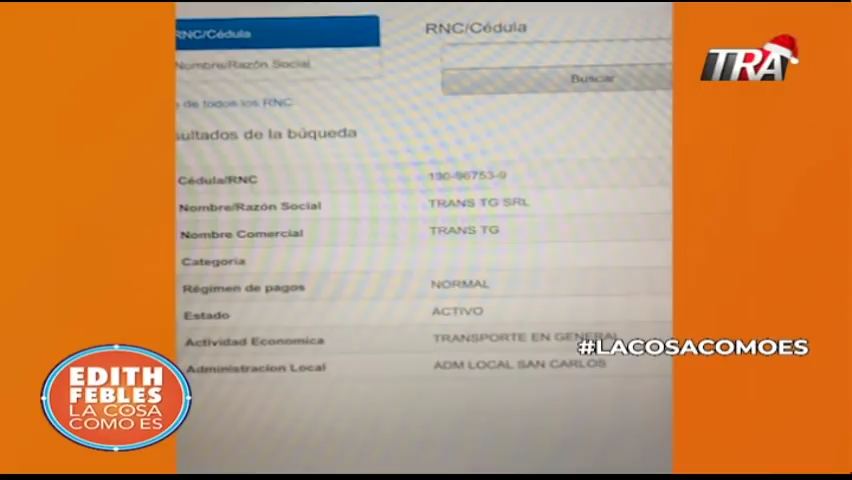 RNC/Cédula
RNC/Cédula
Nombre/Razón Social
Buscar
de todos los RNC
sultados de la búqueda
Cédula/RNC 130-96753-9
Nombre/Razón Social TRANS TG SRL
Nombre Comercial TRANS TG
Categoria
Régimen de pagos NORMAL
Estado ACTIVO
Actividad Economica TRANSPORTE EN GENERAL
Administracion Local ADM LOCAL SAN CARLOS
TRA
#LACOSACOMOES
EDITH
FEBLES
LA COSA
COMO ES